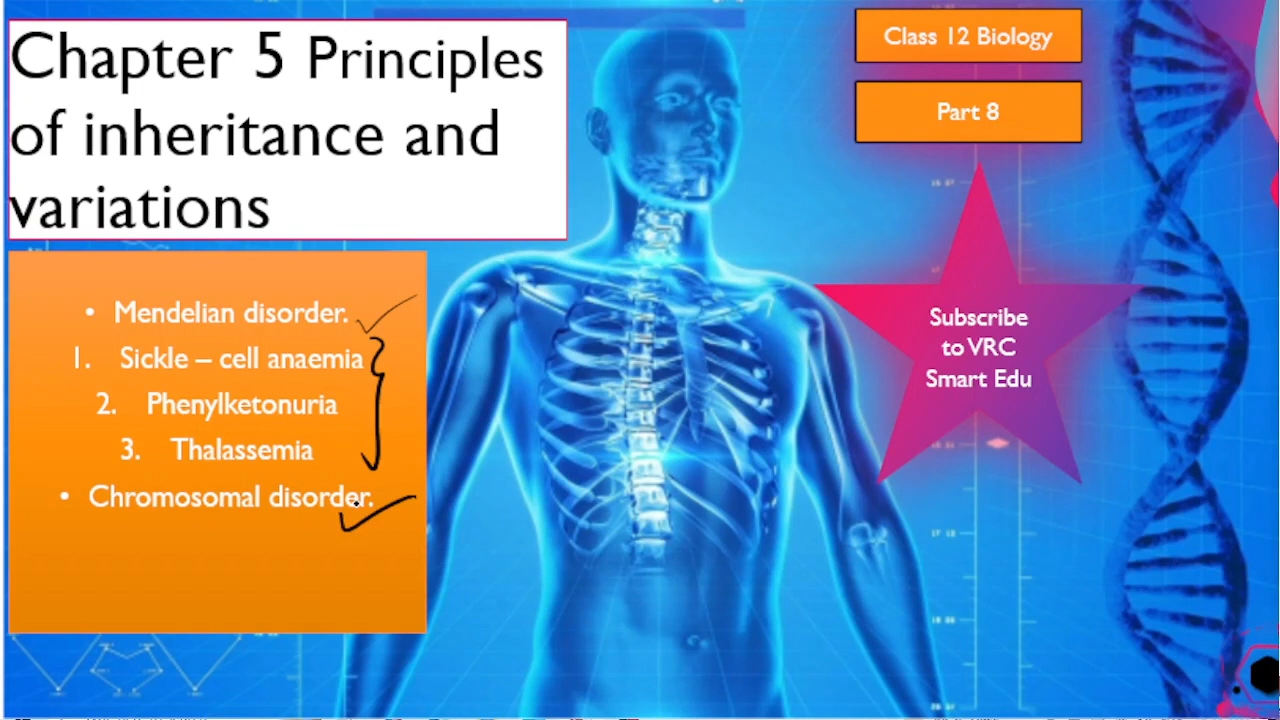 Chapter 5 Principles
of inheritance and
variations
• Mendelian disorder.
1. Sickle – cell anaemia
2. Phenylketonuria
3. Thalassemia
• Chromosomal disorder.
Class 12 Biology
Part 8
Subscribe
to VRC
Smart Edu